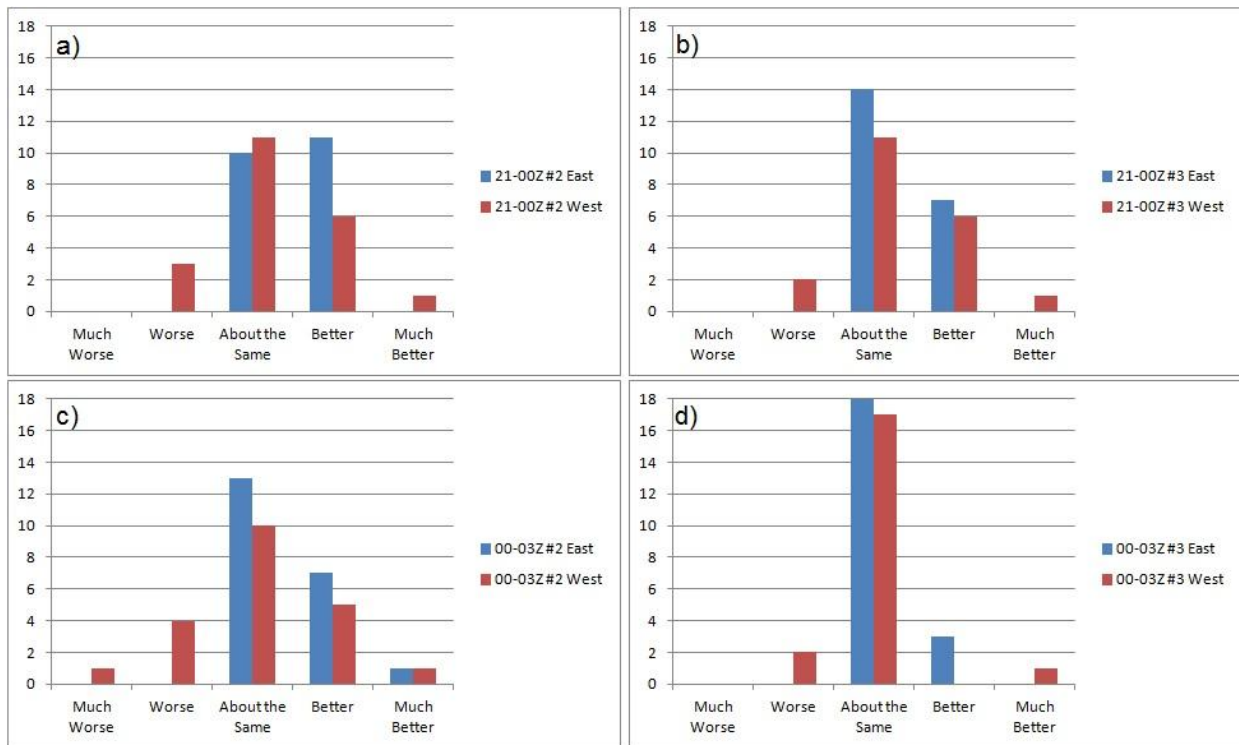 a)
18
16
14
12
10
8
6
4
2
0
Much Worse
Worse
About the Same
Better
Much Better
21-00Z #2 East
21-00Z #2 West
b)
18
16
14
12
10
8
6
4
2
0
Much Worse
Worse
About the Same
Better
Much Better
21-00Z #3 East
21-00Z #3 West
c)
18
16
14
12
10
8
6
4
2
0
Much Worse
Worse
About the Same
Better
Much Better
00-03Z #2 East
00-03Z #2 West
d)
18
16
14
12
10
8
6
4
2
0
Much Worse
Worse
About the Same
Better
Much Better
00-03Z #3 East
00-03Z #3 West